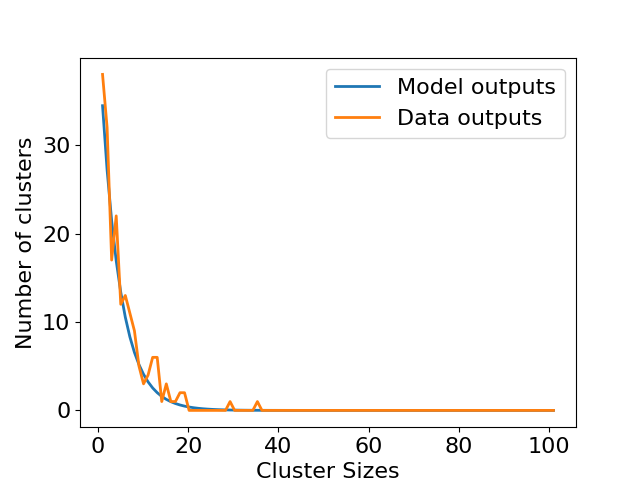 Model outputs
Data outputs
Number of clusters
30
20
10
0
0 20 40 60 80 100
Cluster Sizes